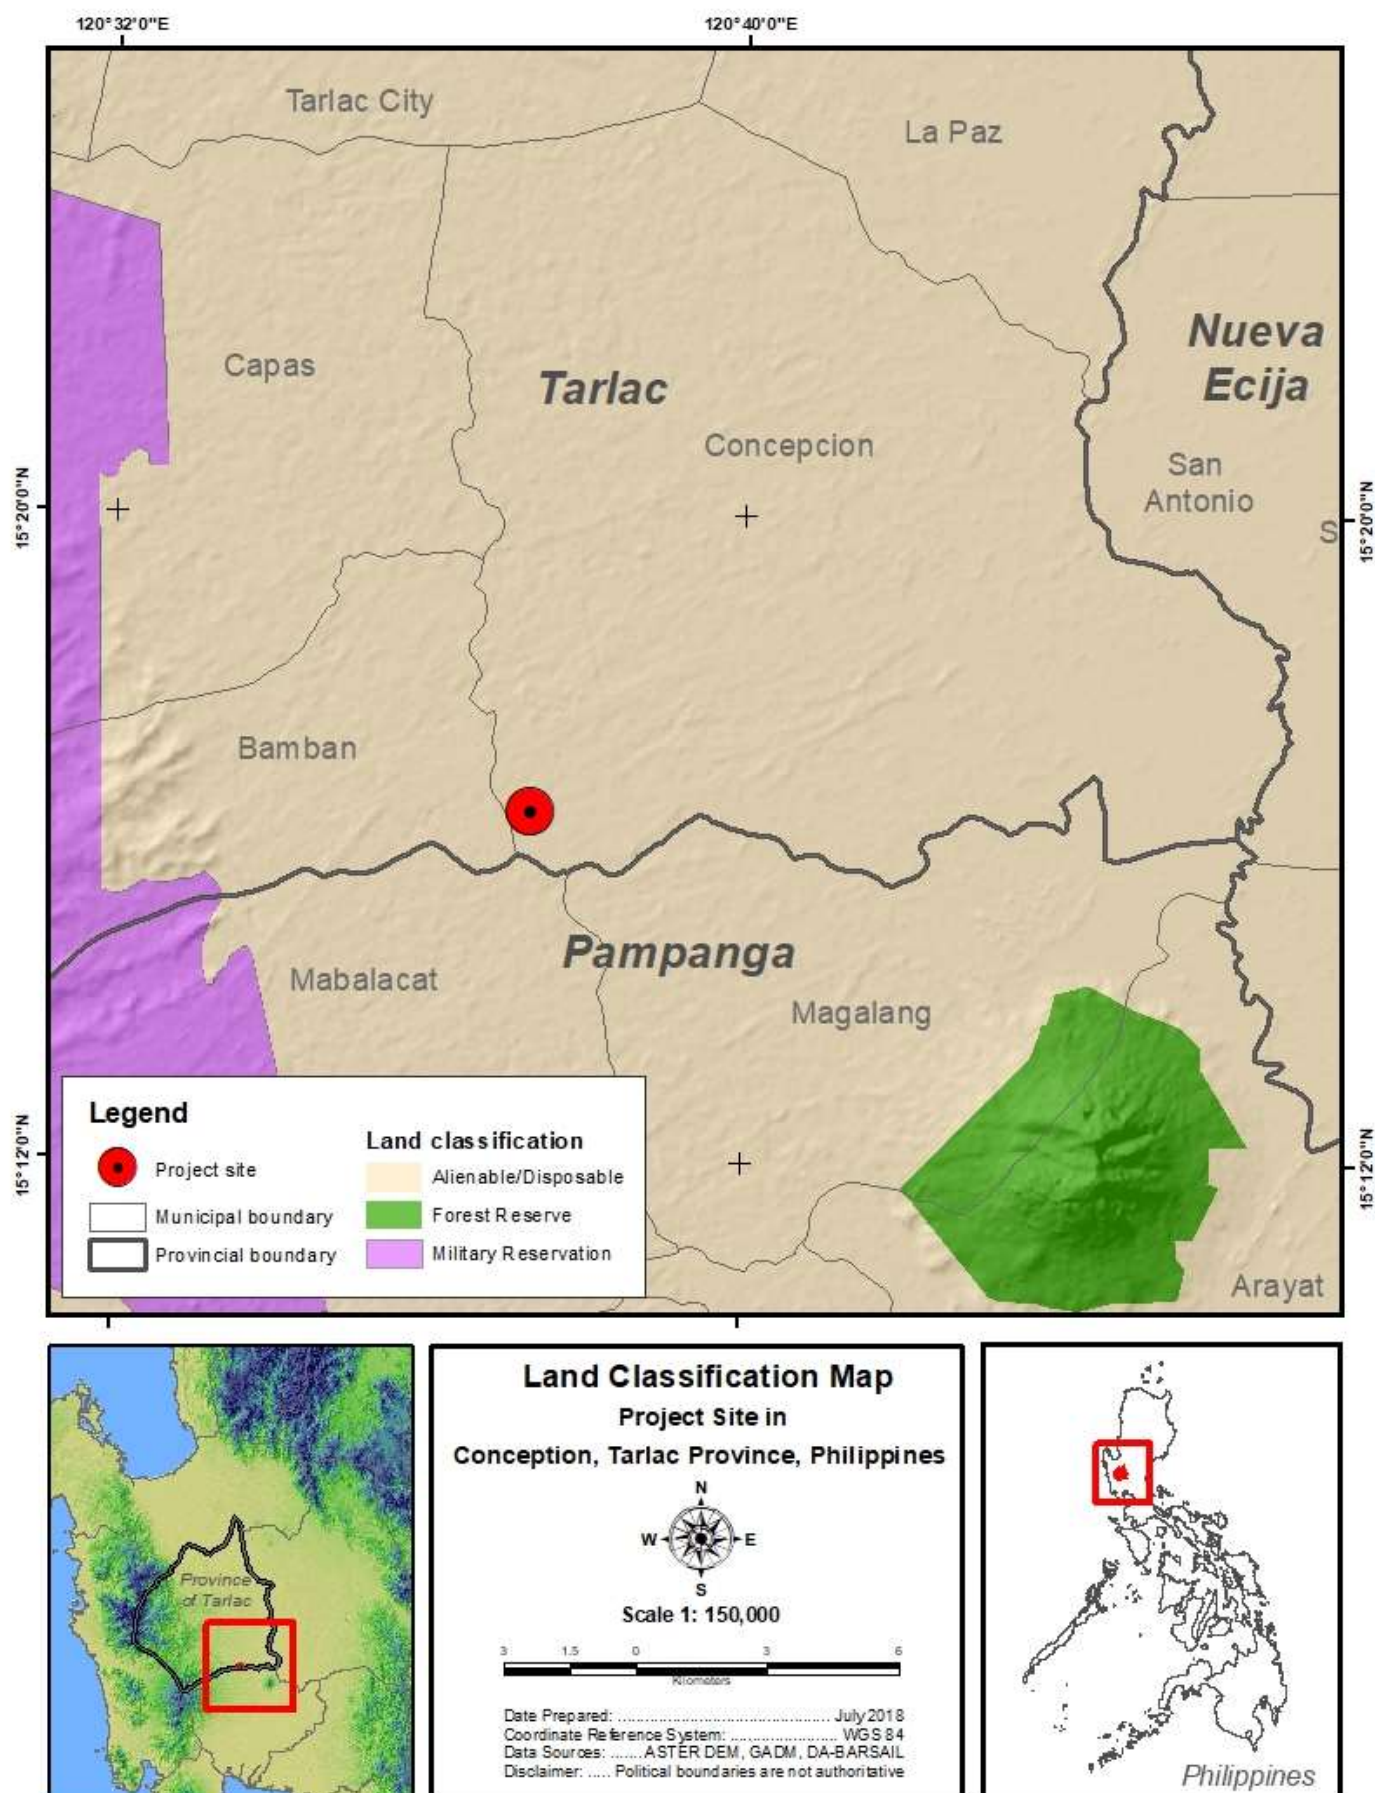 120°32'0"E
120°40'0"E
Tarlac City
La Paz
Nueva
Ecija
Capas
Tarlac
Concepcion
San
Antonio
S
15°20'0"N
15°20'0"N
Bamban
Pampanga
Mabalacat
Magalang
15°12'0"N
15°12'0"N
Arayat
Legend
Project site
Municipal boundary
Provincial boundary
Land classification
Alienable/Disposable
Forest Reserve
Military Reservation
Province
of Tarlac
Land Classification Map
Project Site in
Conception, Tarlac Province, Philippines
N
W E
S
Scale 1: 150,000
3 1.5 0 3 6
Kilometers
Date Prepared: .......................................... July 2018
Coordinate Reference System: ...................... WGS 84
Data Sources: ...... ASTER DEM, GADM, DA-BARSAIL
Disclaimer: .... Political boundaries are not authoritative
Philippines